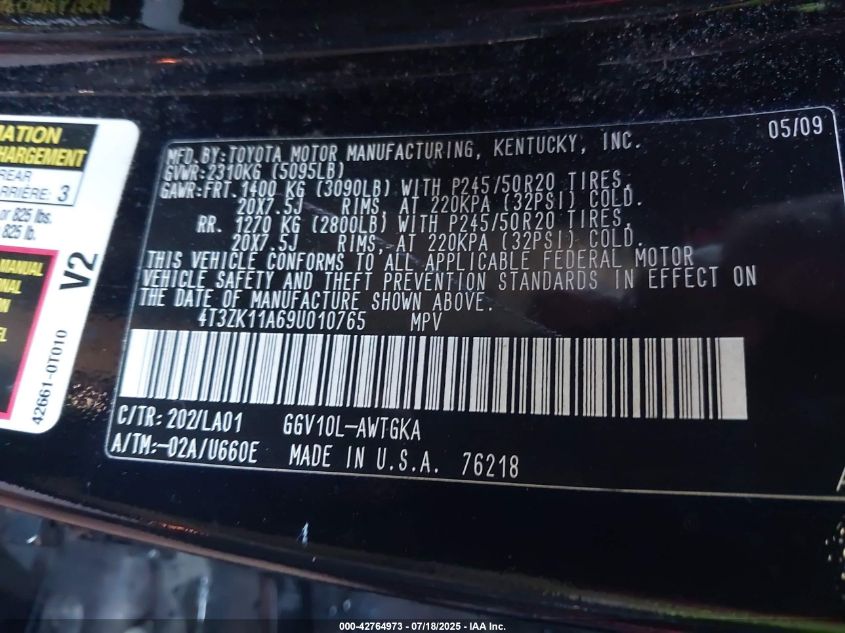 MATION
CHARGEMENT
REAR
ARRIÈRE: 3
or 825 lbs.
825 lb.
MANUAL
V2
42661-0T010
05/09
MFD.BY:TOYOTA MOTOR MANUFACTURING, KENTUCKY, INC.
GVWR:2310KG (5095LB)
GAWR:FRT.1400 KG (3090LB) WITH P245/50R20 TIRES,
20X7.5J RIMS, AT 220KPA (32PSI) COLD.
RR. 1270 KG (2800LB) WITH P245/50R20 TIRES,
20X7.5J RIMS, AT 220KPA (32PSI) COLD.
THIS VEHICLE CONFORMS TO ALL APPLICABLE FEDERAL MOTOR
VEHICLE SAFETY AND THEFT PREVENTION STANDARDS IN EFFECT ON
THE DATE OF MANUFACTURE SHOWN ABOVE.
4T3ZK11A69U010765 MPV
C/TR:202/LA01 GGV10L-AWTGKA
A/TM:-02A/U660E MADE IN U.S.A. 76218
000-42764973 / 07/18/2025 - IAA Inc.